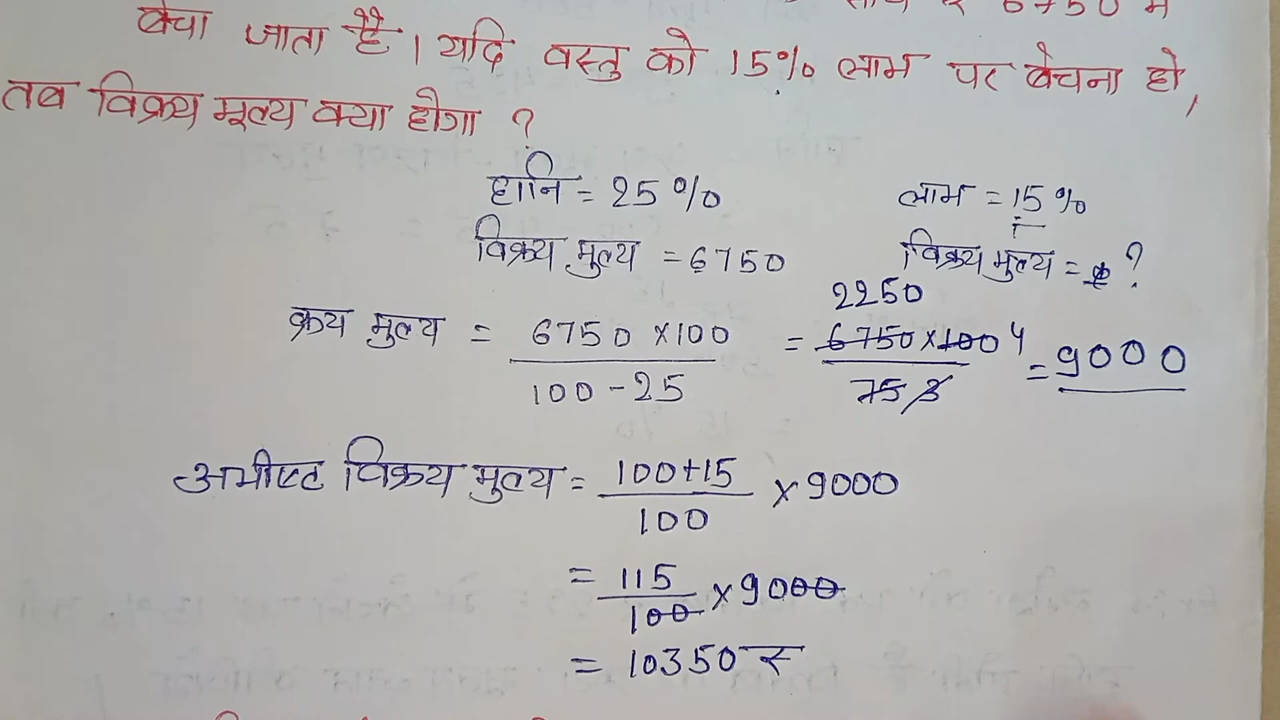 6750 में
बेचा जाता है। यदि वस्तु को 15% लाभ पर बेचना हो,
तब विक्रय मूल्य क्या होगा ?
हानि = 25%
लाभ = 15%
विक्रय मुल्य = 6750
विक्रय मुल्य = ?
क्रय मुल्य = 6750 × 100 / 100 - 25 = 2250 6750 × 100 4 / 75 3 = 9000
अभीष्ट विक्रय मुल्य = 100+15 / 100 × 9000
= 115 / 100 × 9000
= 10350 रु